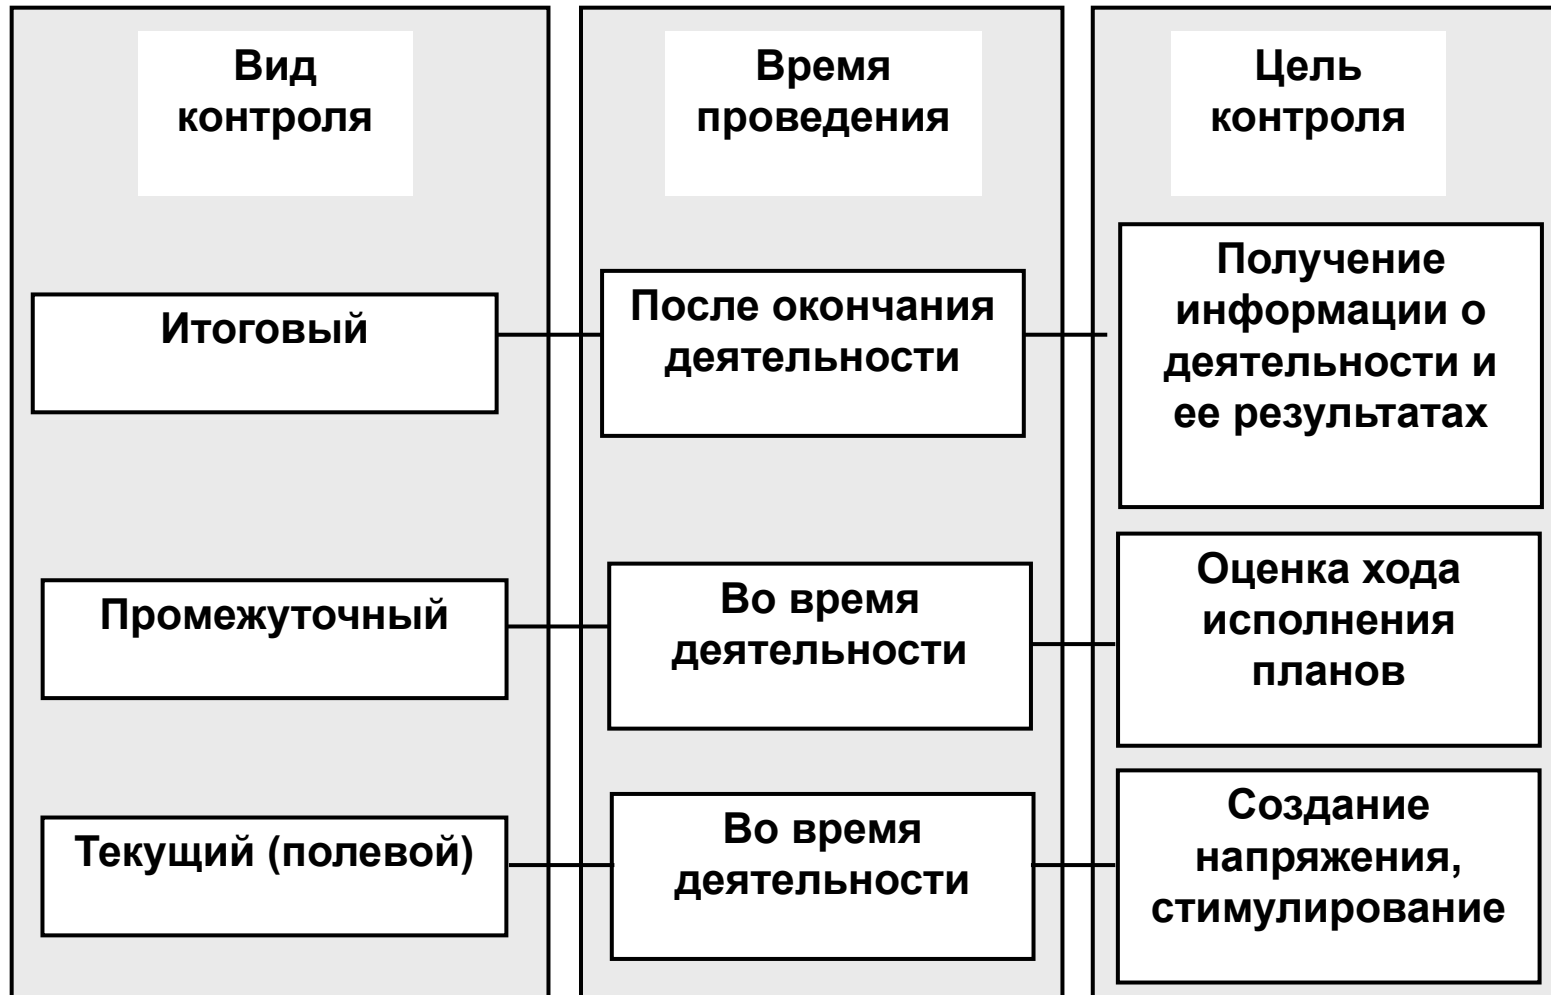 Вид
контроля
Время
проведения
Цель
контроля
Итоговый
После окончания
деятельности
Получение
информации о
деятельности и
ее результатах
Промежуточный
Во время
деятельности
Оценка хода
исполнения
планов
Текущий (полевой)
Во время
деятельности
Создание
напряжения,
стимулирование